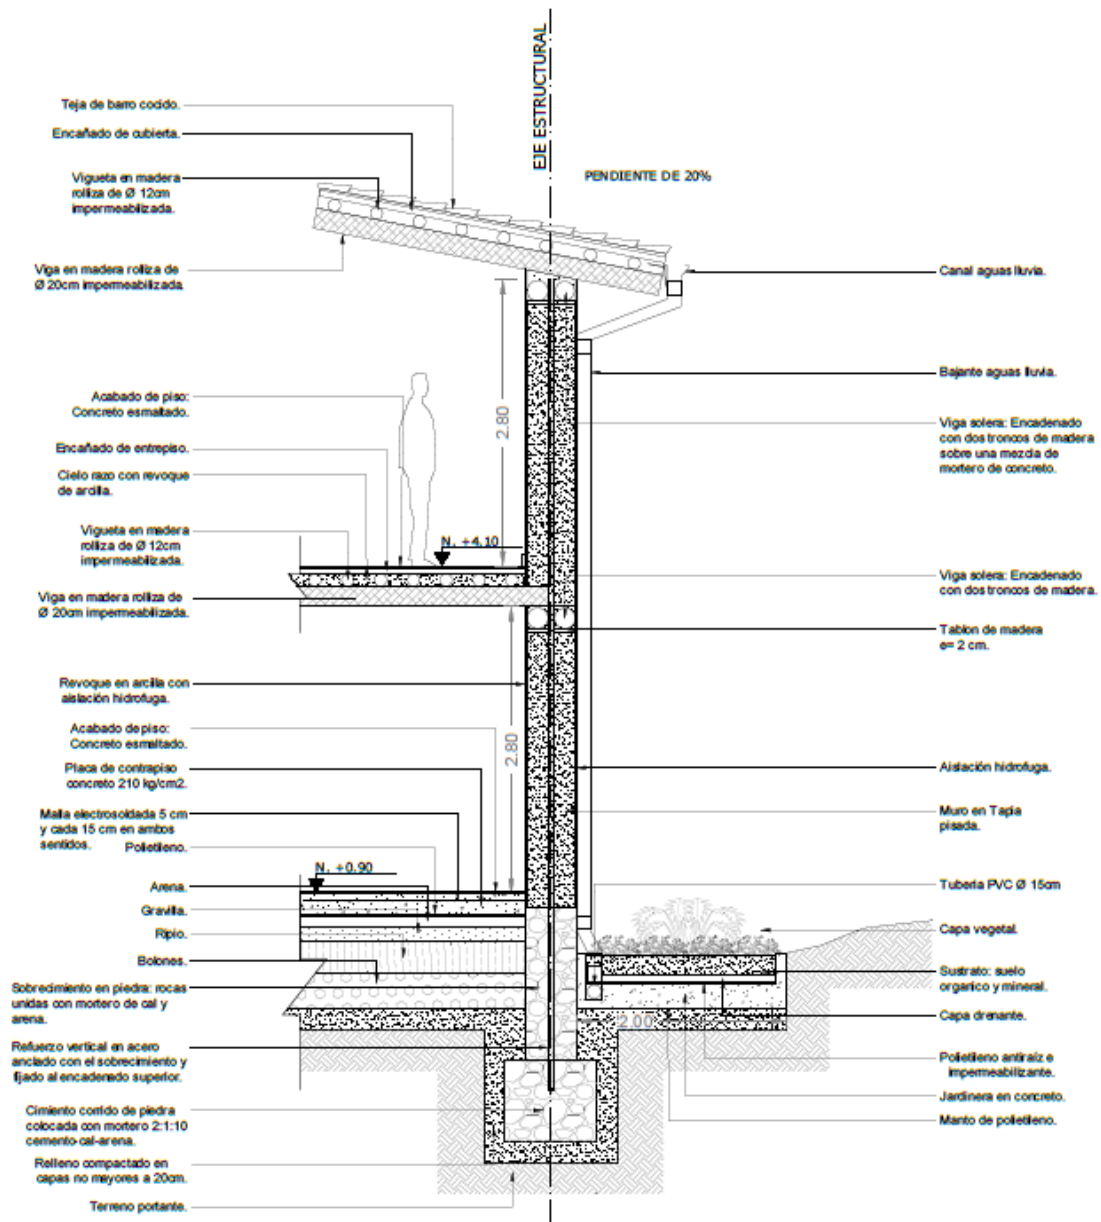 EJE ESTRUCTURAL
PENDIENTE DE 20%
Teja de barro cocido.
Encañado de cubierta.
Vigueta en madera
rolliza de Ø 12cm
impermeabilizada.
Viga en madera rolliza de
Ø 20cm impermeabilizada.
Acabado de piso:
Concreto esmaltado.
Encañado de entrepiso.
Cielo razo con revoque
de arcilla.
Vigueta en madera
rolliza de Ø 12cm
impermeabilizada.
Viga en madera rolliza de
Ø 20cm impermeabilizada.
Revoque en arcilla con
aislación hidrofuga.
Acabado de piso:
Concreto esmaltado.
Placa de contrapiso
concreto 210 kg/cm2.
Malla electrosoldada 5 cm
y cada 15 cm en ambos
sentidos.
Polietileno.
Arena.
Gravilla.
Ripio.
Bolones.
Sobrecimiento en piedra: rocas
unidas con mortero de cal y
arena.
Refuerzo vertical en acero
anclado con el sobrecimiento y
fijado al encadenado superior.
Cimiento corrido de piedra
colocada con mortero 2:1:10
cemento-cal-arena.
Relleno compactado en
capas no mayores a 20cm.
Terreno portante.
2.80
N. +4.10
2.80
N. +0.90
2.00
Canal aguas lluvia.
Bajante aguas lluvia.
Viga solera: Encadenado
con dos troncos de madera
sobre una mezcla de
mortero de concreto.
Viga solera: Encadenado
con dos troncos de madera.
Tablon de madera
e= 2 cm.
Aislación hidrofuga.
Muro en Tapia
pisada.
Tuberia PVC Ø 15cm
Capa vegetal.
Sustrato: suelo
organico y mineral.
Capa drenante.
Polietileno antiraiz e
impermeabilizante.
Jardinera en concreto.
Manto de polietileno.